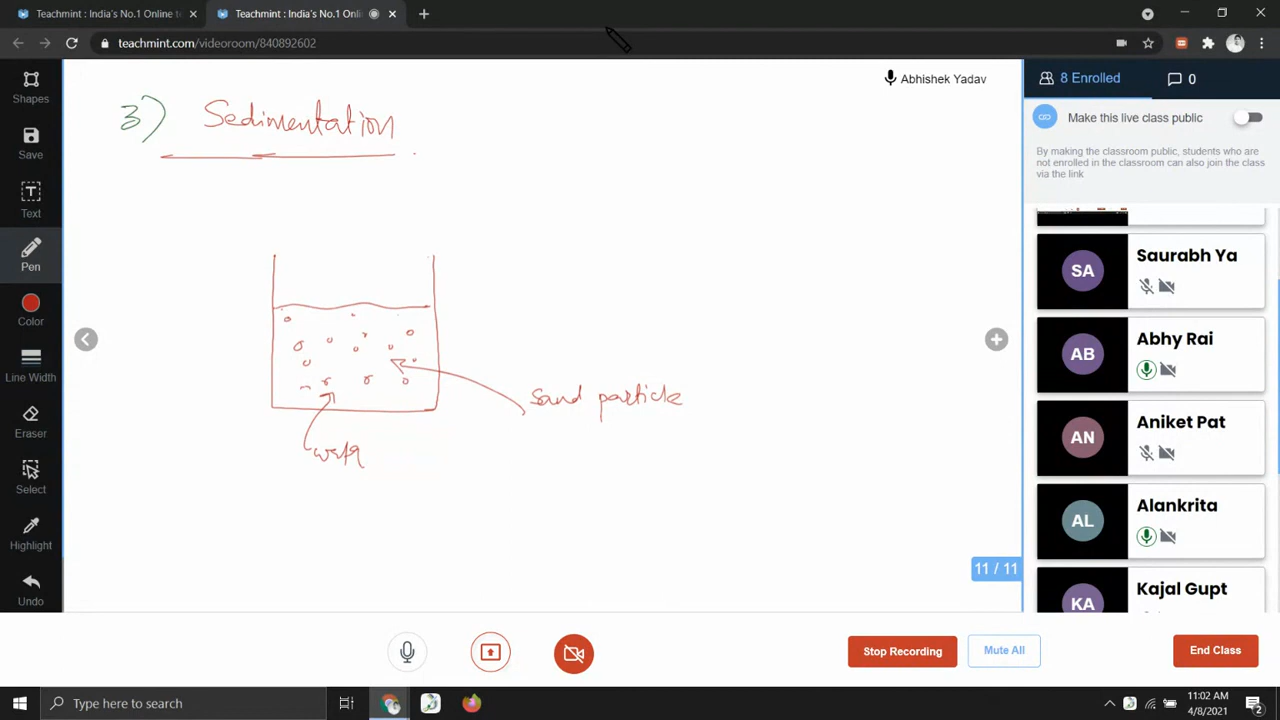 Teachmint : India's No.1 Online t
Teachmint : India's No.1 Onli
teachmint.com/videoroom/840892602
Shapes
Save
Text
Pen
Color
Line Width
Eraser
Select
Highlight
Undo
3) Sedimentation
sand particle
Abhishek Yadav
11 / 11
8 Enrolled
0
Make this live class public
By making the classroom public, students who are
not enrolled in the classroom can also join the class
via the link
SA
Saurabh Ya
AB
Abhy Rai
AN
Aniket Pat
AL
Alankrita
KA
Kajal Gupt
Stop Recording
Mute All
End Class
Type here to search
11:02 AM
4/8/2021
2